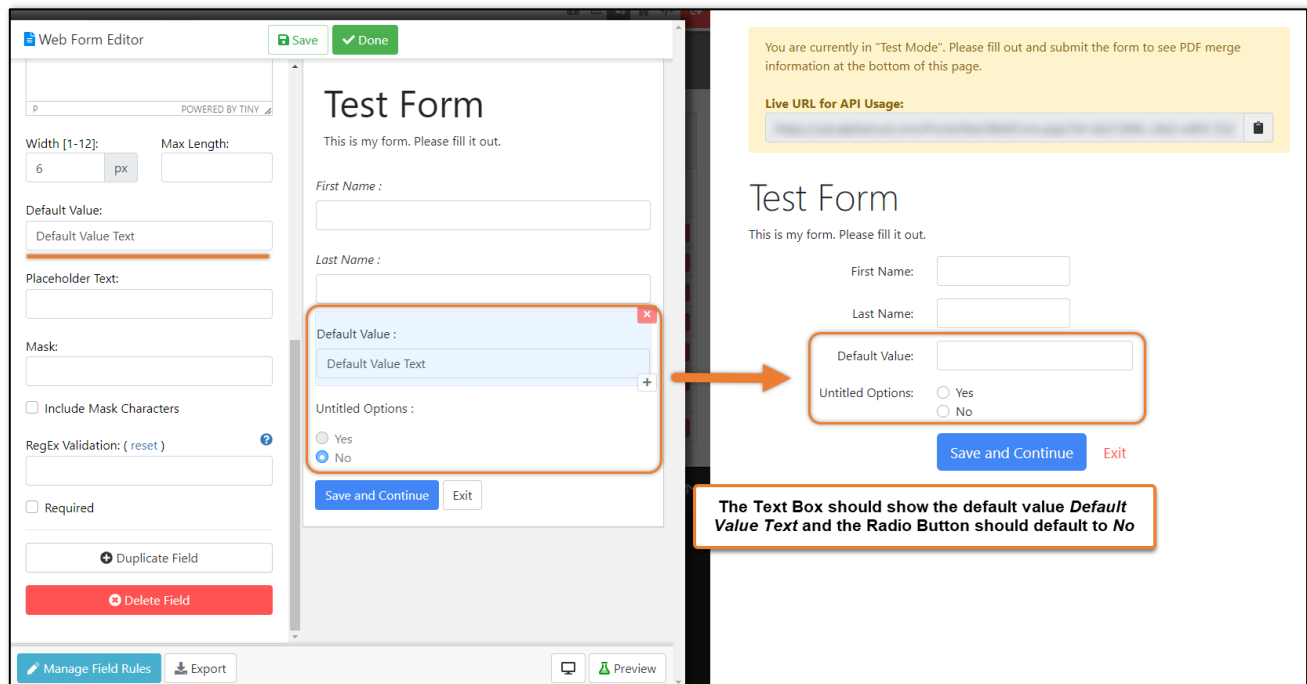 Web Form Editor
Save
Done
P
POWERED BY TINY
Width [1-12]:
Max Length:
6
px
Default Value:
Default Value Text
Placeholder Text:
Mask:
Include Mask Characters
RegEx Validation: ( reset )
Required
Duplicate Field
Delete Field
Manage Field Rules
Export
Preview
Test Form
This is my form. Please fill it out.
First Name :
Last Name :
Default Value :
Default Value Text
Untitled Options :
Yes
No
Save and Continue
Exit
You are currently in "Test Mode". Please fill out and submit the form to see PDF merge
information at the bottom of this page.
Live URL for API Usage:
Test Form
This is my form. Please fill it out.
First Name:
Last Name:
Default Value:
Untitled Options:
Yes
No
Save and Continue
Exit
The Text Box should show the default value Default
Value Text and the Radio Button should default to No